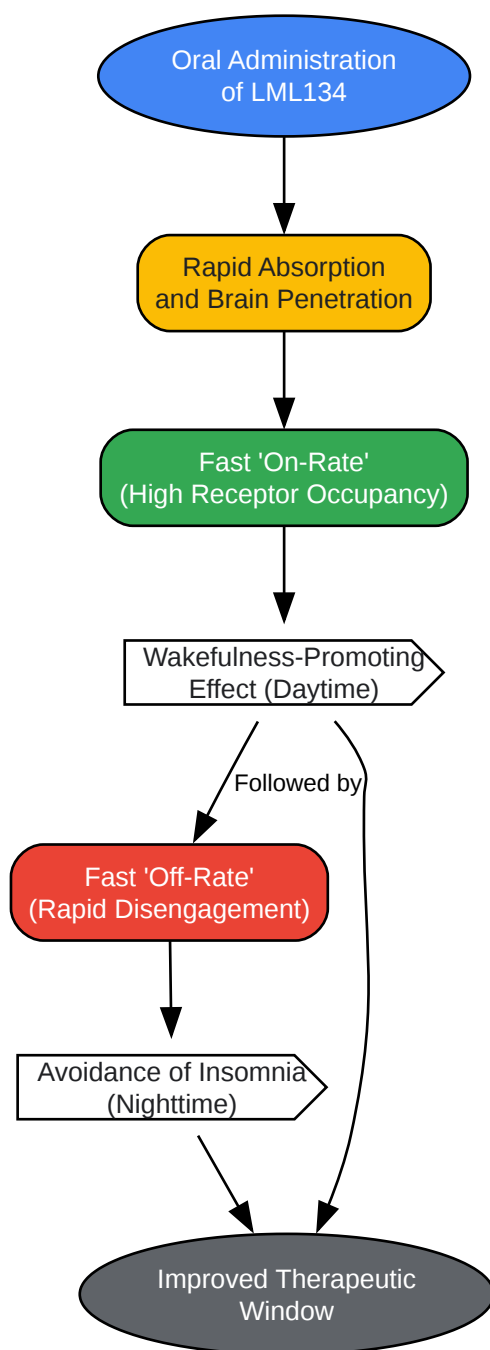 Oral Administration
of LML134
Rapid Absorption
and Brain Penetration
Fast 'On-Rate'
(High Receptor Occupancy)
Wakefulness-Promoting
Effect (Daytime)
Followed by
Fast 'Off-Rate'
(Rapid Disengagement)
Avoidance of Insomnia
(Nighttime)
Improved Therapeutic
Window